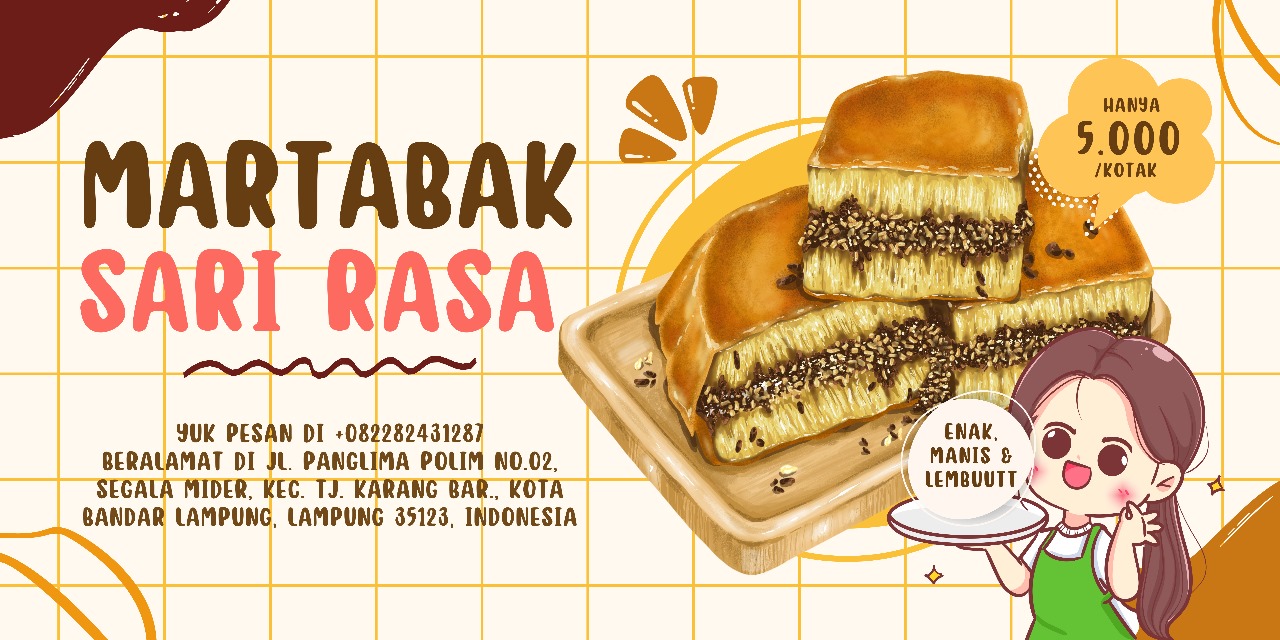 MARTABAK
SARI RASA
YUK PESAN DI +082282431287
BERALAMAT DI JL. PANGLIMA POLIM NO.02,
SEGALA MIDER, KEC. TJ. KARANG BAR., KOTA
BANDAR LAMPUNG, LAMPUNG 35123, INDONESIA
HANYA
5.000
/KOTAK
ENAK,
MANIS &
LEMBUUTT